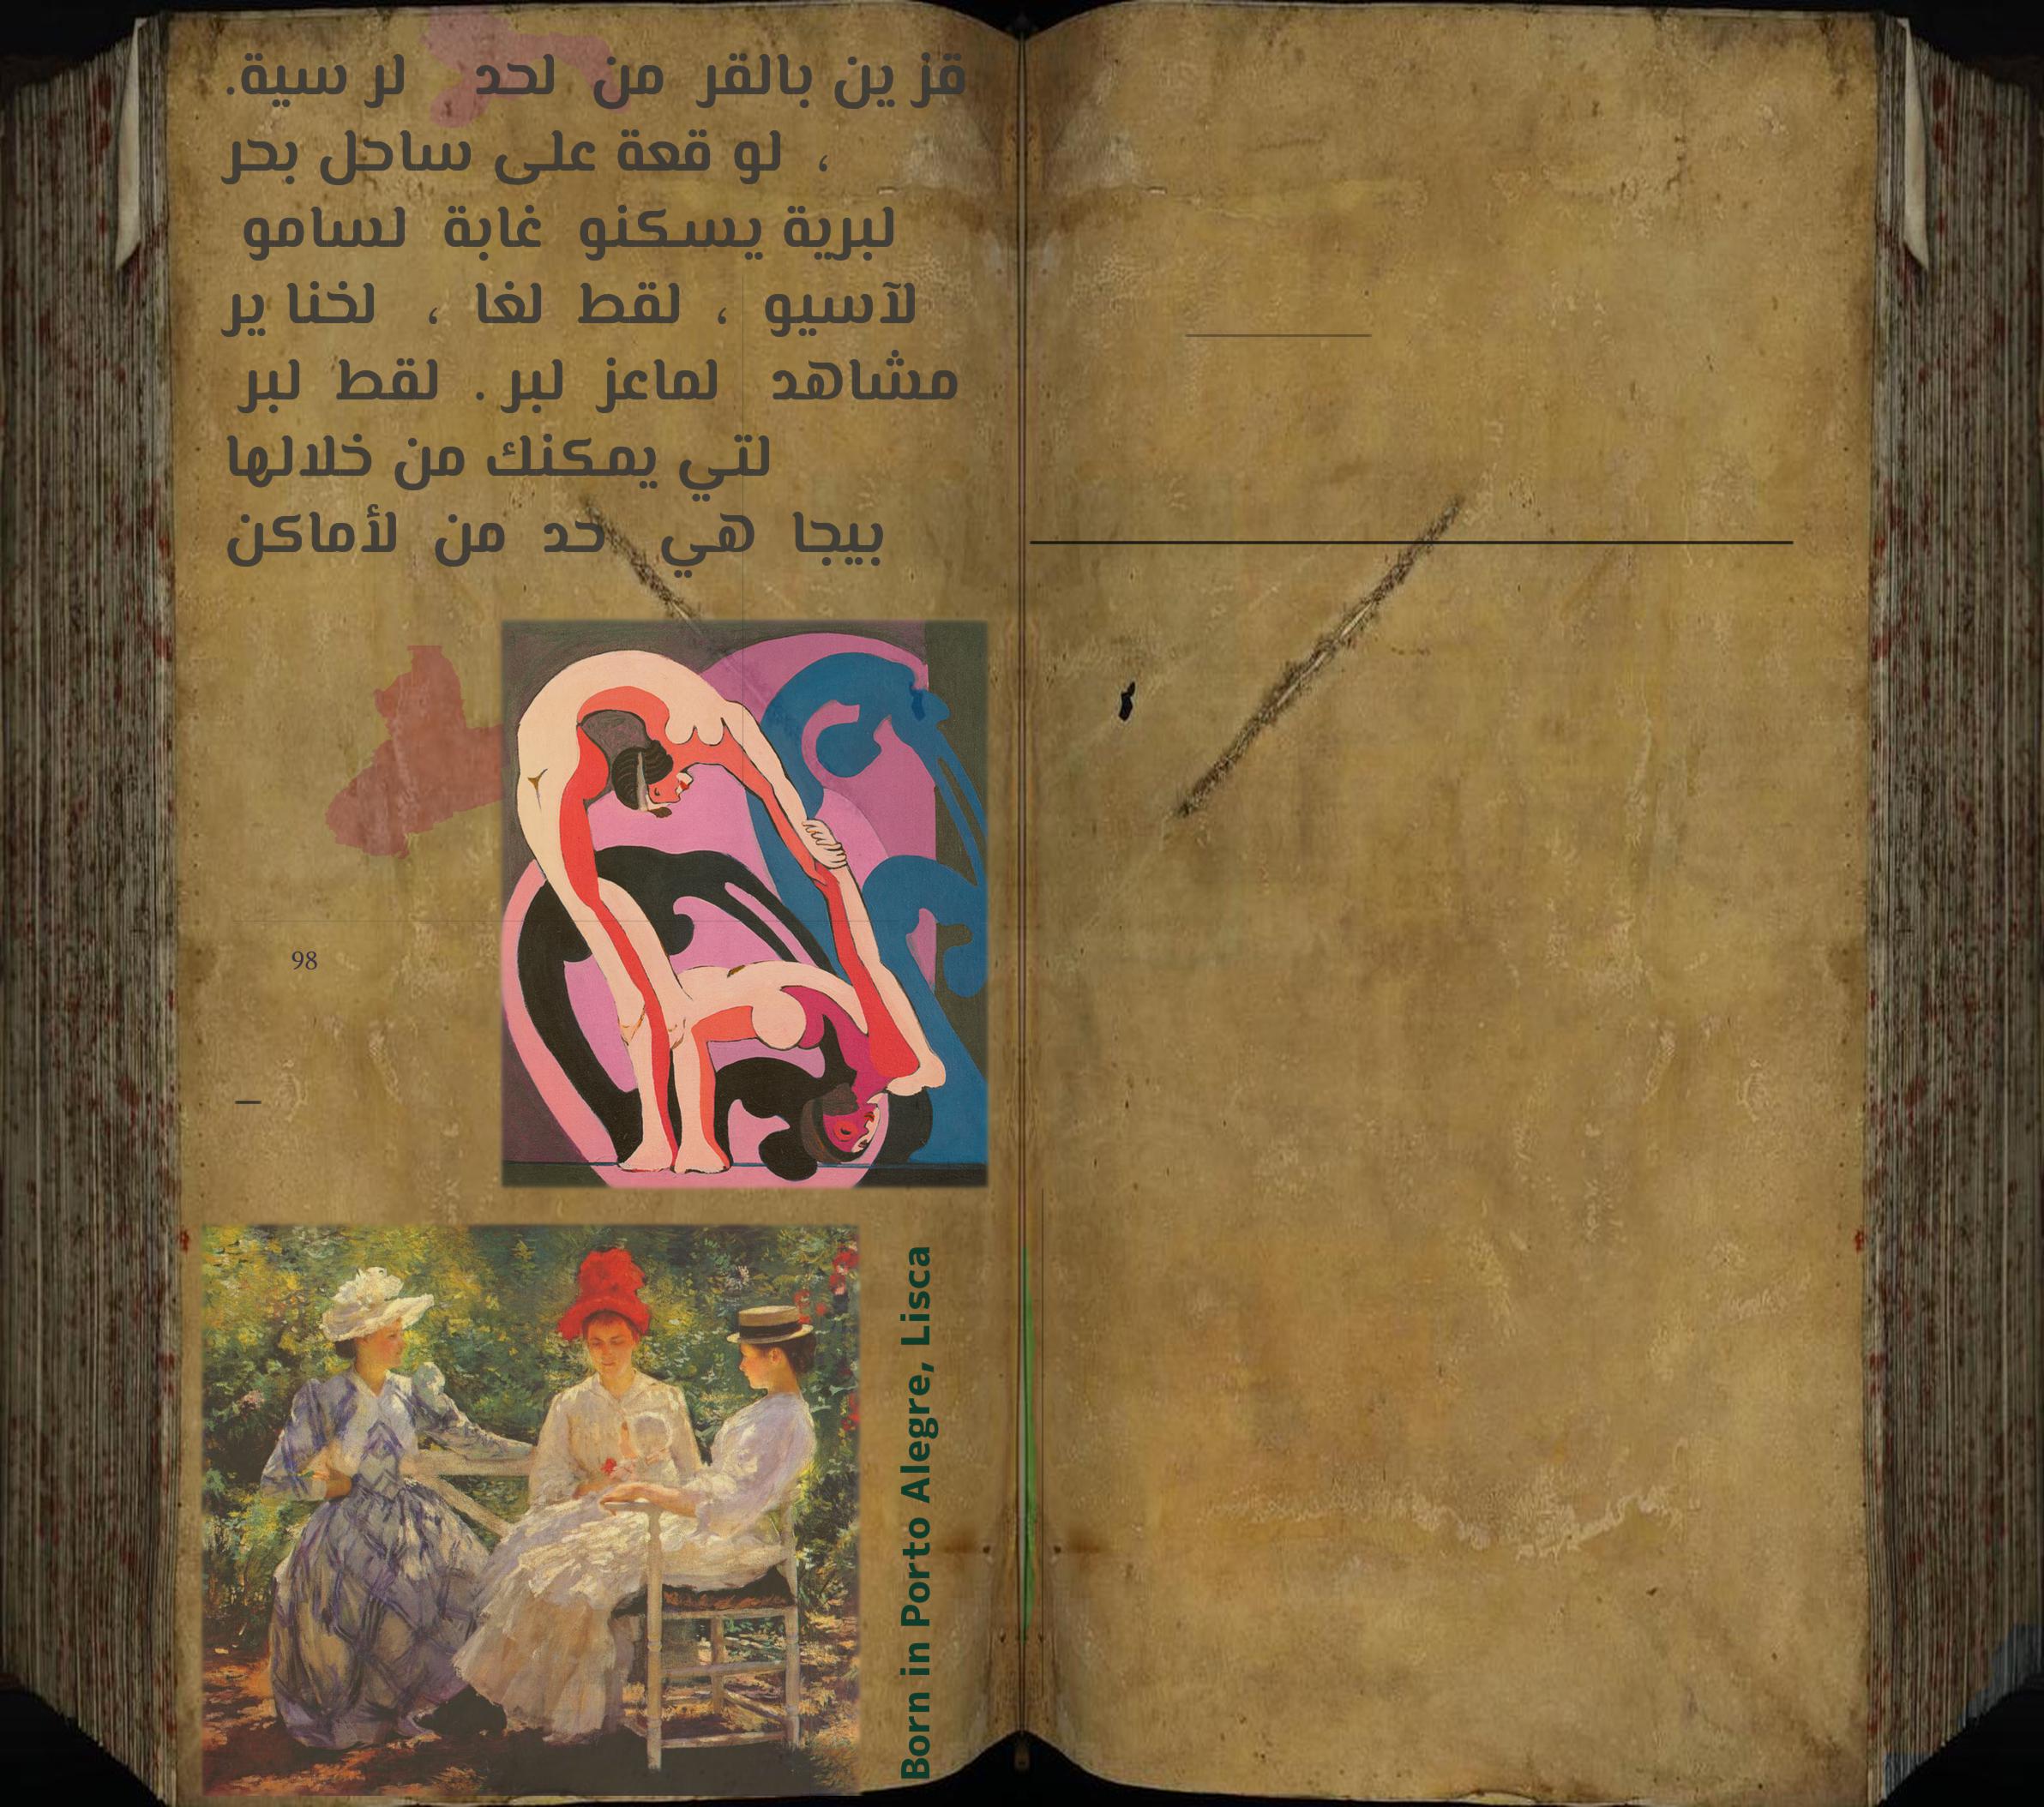 قز ين بالقر من لحد لر سية.
، لو قعة على ساحل بحر
لبرية يسكنو غابة لسامو
لآسيو ، لقط لغا ، لخنا ير
مشاهد لماعز لبر . لقط لبر
لتي يمكنك من خلالها
بيجا هي حد من لأماكن
98
Born in Porto Alegre, Lisca